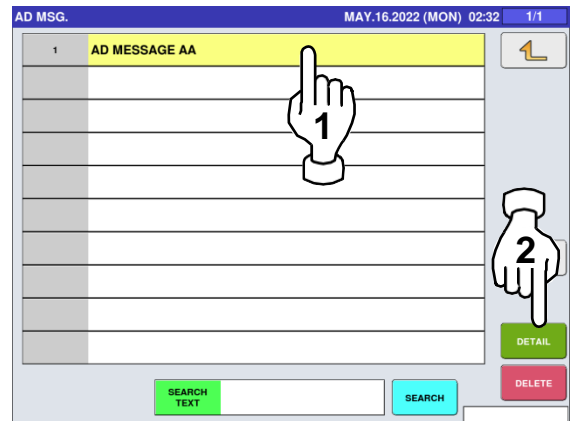 AD MSG.
MAY.16.2022 (MON) 02:32 1/1
1 AD MESSAGE AA
1
2
DETAIL
SEARCH
TEXT
SEARCH
DELETE